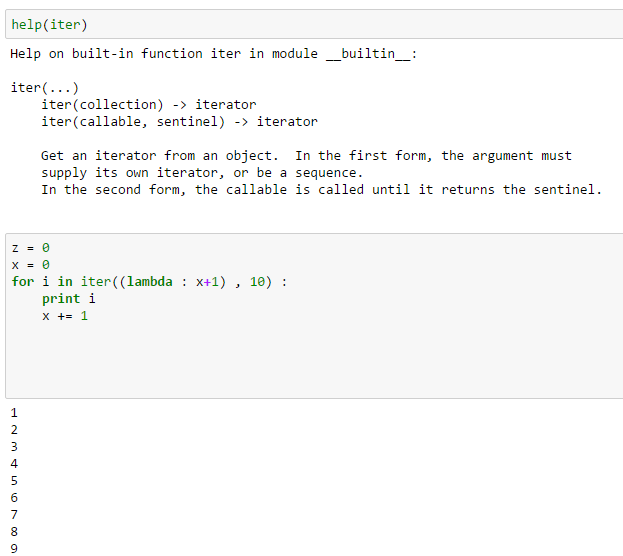 help(iter)
Help on built-in function iter in module __builtin__:
iter(...)
    iter(collection) -> iterator
    iter(callable, sentinel) -> iterator
    Get an iterator from an object.  In the first form, the argument must
    supply its own iterator, or be a sequence.
    In the second form, the callable is called until it returns the sentinel.
z = 0
x = 0
for i in iter((lambda : x+1) , 10) :
    print i
    x += 1
1
2
3
4
5
6
7
8
9